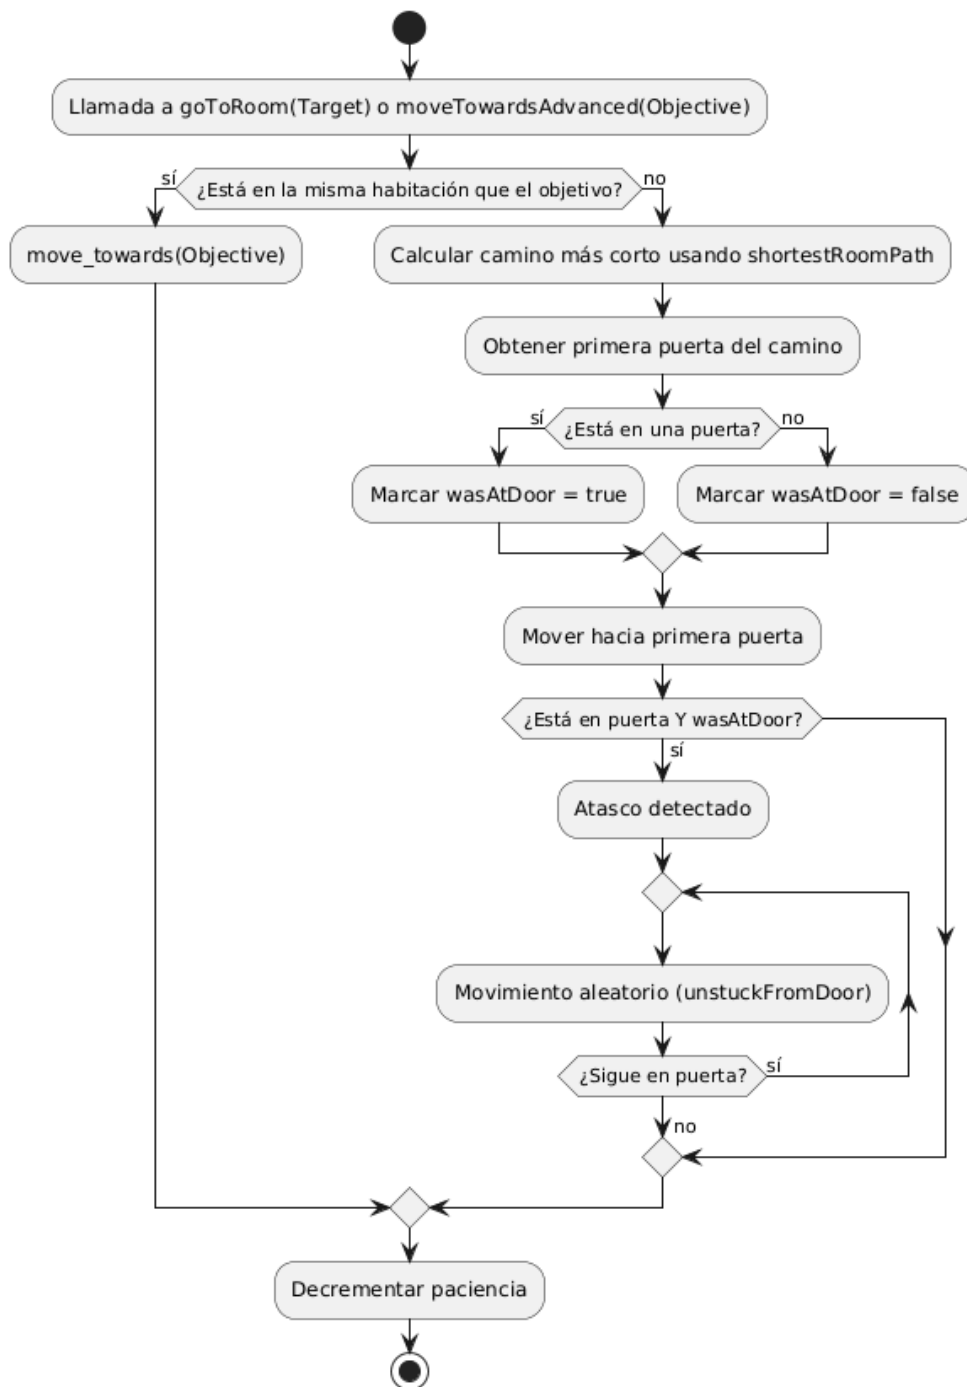 Llamada a goToRoom(Target) o moveTowardsAdvanced(Objective)
sí
¿Está en la misma habitación que el objetivo?
no
move_towards(Objective)
Calcular camino más corto usando shortestRoomPath
Obtener primera puerta del camino
sí
¿Está en una puerta?
no
Marcar wasAtDoor = true
Marcar wasAtDoor = false
Mover hacia primera puerta
¿Está en puerta Y wasAtDoor?
sí
Atasco detectado
Movimiento aleatorio (unstuckFromDoor)
¿Sigue en puerta?
sí
no
Decrementar paciencia